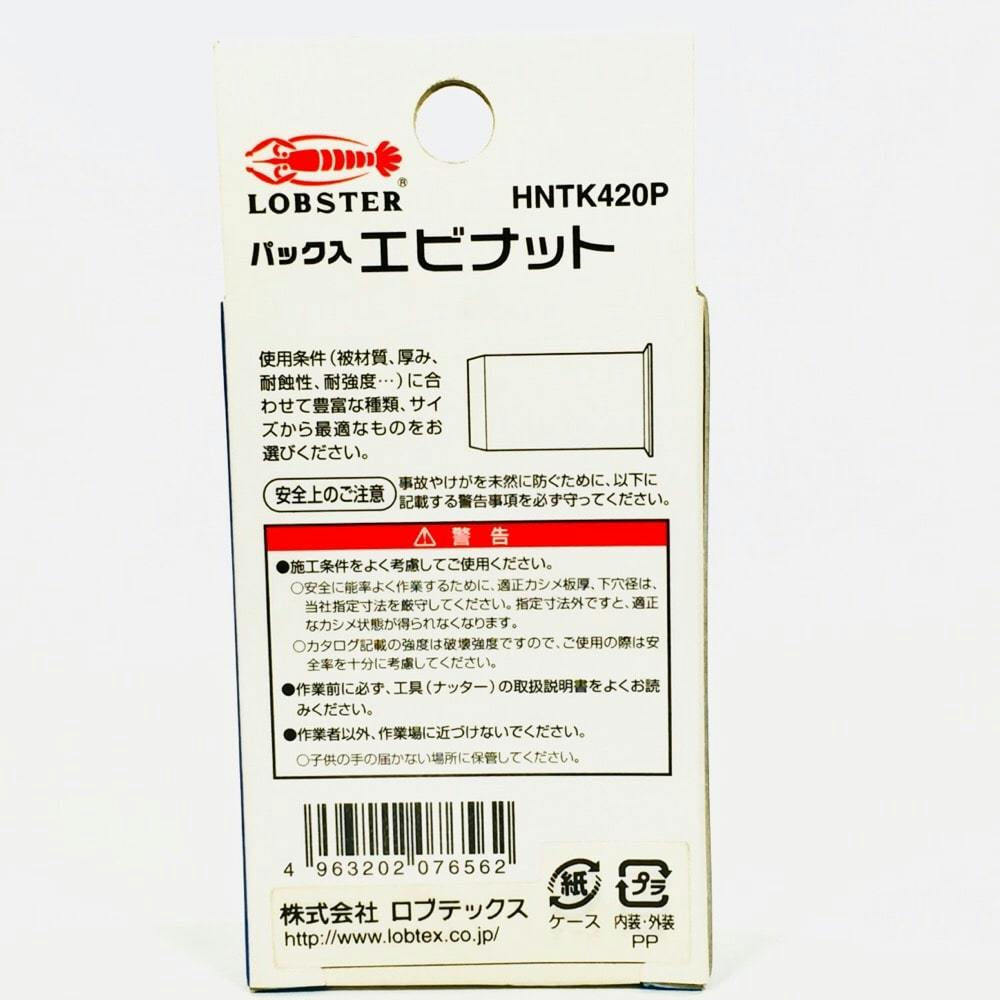 LOBSTER®
HNTK420P
パック入 エビナット
使用条件（被材質、厚み、
耐蝕性、耐強度…）に合
わせて豊富な種類、サイ
ズから最適なものをお
選びください。
安全上のご注意
事故やけがを未然に防ぐために、以下に
記載する警告事項を必ず守ってください。
⚠ 警告
●施工条件をよく考慮してご使用ください。
○安全に能率よく作業するために、適正カシメ板厚、下穴径は、
当社指定寸法を厳守してください。指定寸法外ですと、適正
なカシメ状態が得られなくなります。
○カタログ記載の強度は破壊強度ですので、ご使用の際は安
全率を十分に考慮してください。
●作業前に必ず、工具（ナッター）の取扱説明書をよくお読
みください。
●作業者以外、作業場に近づけないでください。
○子供の手の届かない場所に保管してください。
4 963202 076562
株式会社 ロブテックス
http://www.lobtex.co.jp/
紙
ケース
プラ
内装・外装
PP